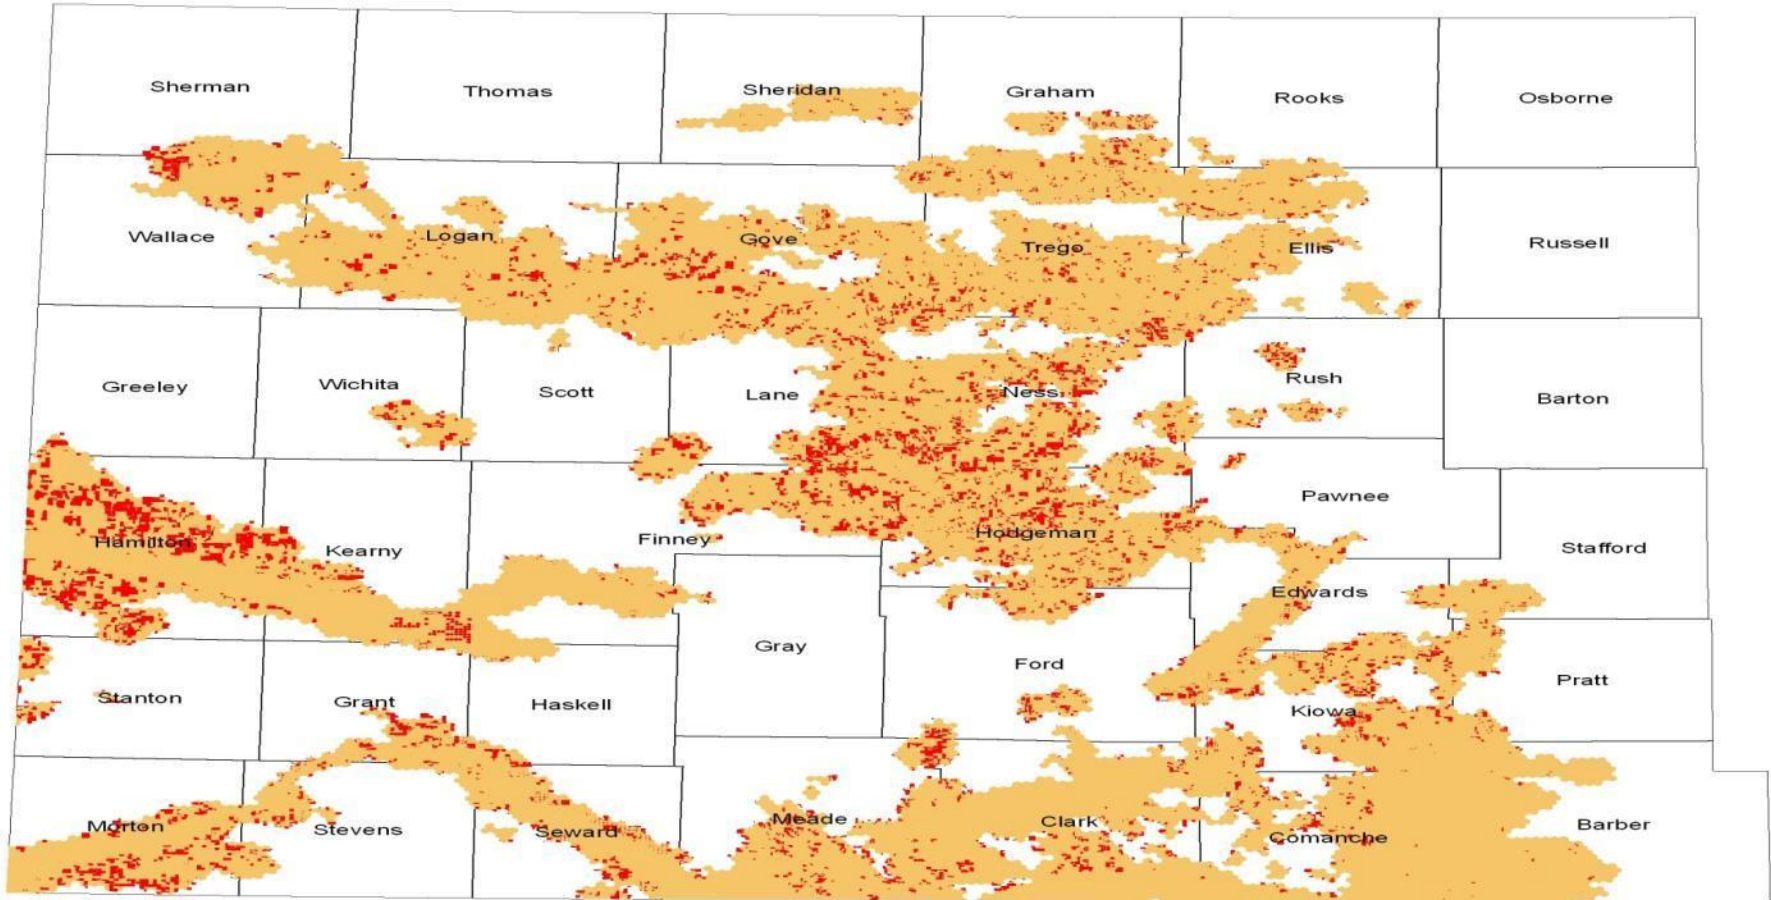 Sherman
Thomas
Sheridan
Graham
Rooks
Osborne
Wallace
Logan
Gove
Trego
Ellis
Russell
Greeley
Wichita
Scott
Lane
Ness
Rush
Barton
Hamilton
Kearny
Finney
Hodgeman
Pawnee
Edwards
Stafford
Stanton
Grant
Haskell
Gray
Ford
Kiowa
Pratt
Morton
Stevens
Seward
Meade
Clark
Comanche
Barber